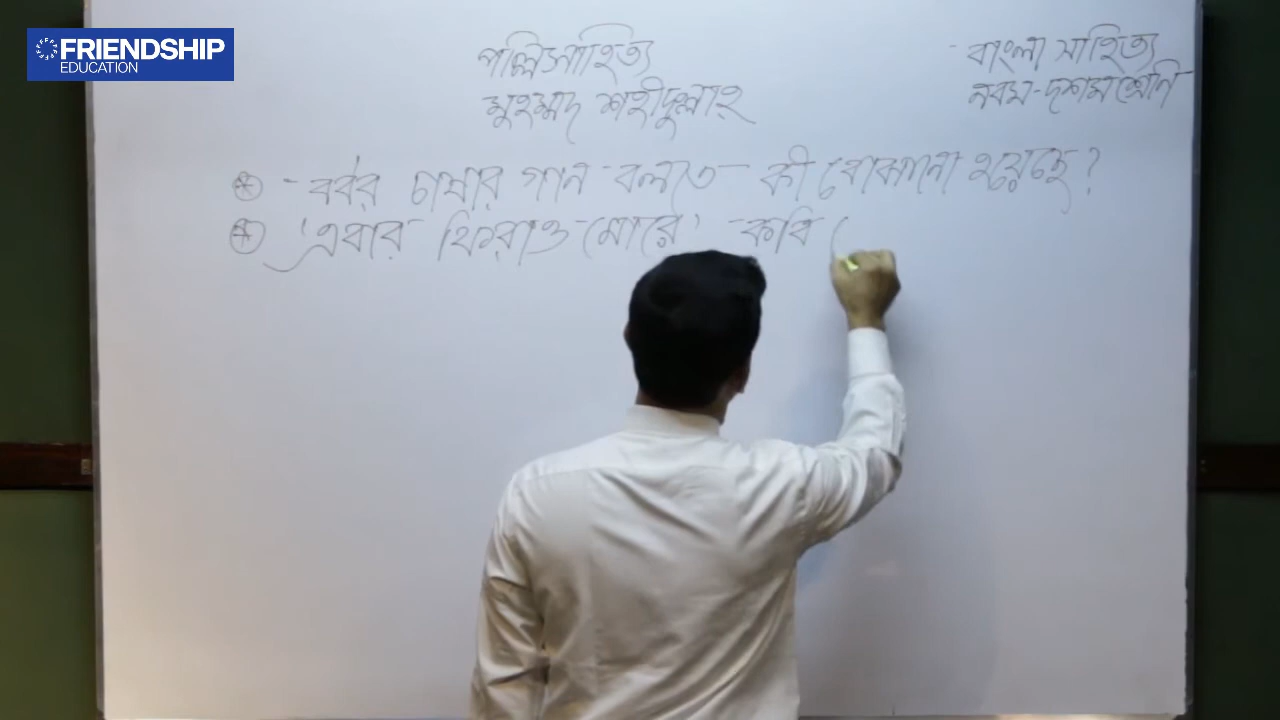 FRIENDSHIP
EDUCATION
পল্লিসাহিত্য
মুহম্মদ শহীদুল্লাহ্
বাংলা সাহিত্য
নবম-দশম শ্রেণি
- বর্বর চাষার গান বলতে কী বোঝানো হয়েছে?
'এবার ফিরাও মোরে' কবি